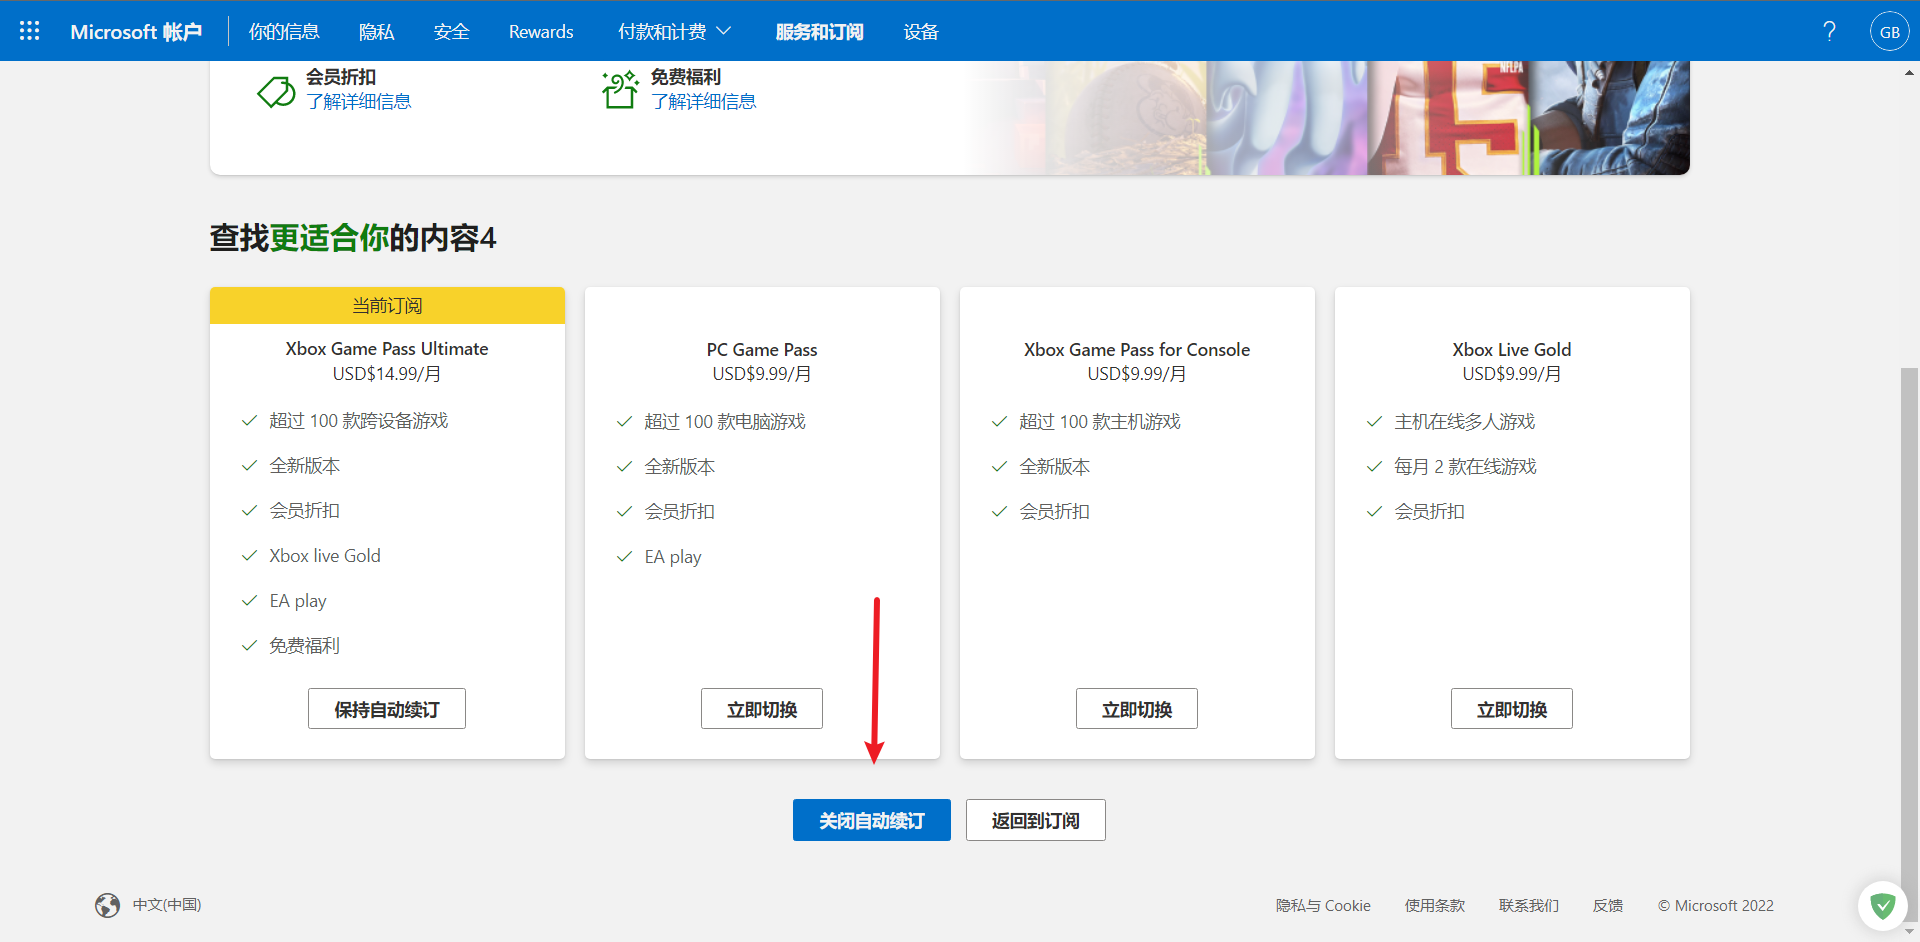 Microsoft 帐户 你的信息 隐私 安全 Rewards 付款和计费 服务和订阅 设备 ? GB
会员折扣 免费福利
了解详细信息 了解详细信息
NFLPA
15
查找更适合你的内容4
当前订阅
Xbox Game Pass Ultimate
USD$14.99/月
超过 100 款跨设备游戏
全新版本
会员折扣
Xbox live Gold
EA play
免费福利
保持自动续订
PC Game Pass
USD$9.99/月
超过 100 款电脑游戏
全新版本
会员折扣
EA play
立即切换
Xbox Game Pass for Console
USD$9.99/月
超过 100 款主机游戏
全新版本
会员折扣
立即切换
Xbox Live Gold
USD$9.99/月
主机在线多人游戏
每月 2 款在线游戏
会员折扣
立即切换
关闭自动续订 返回到订阅
中文(中国) 隐私与 Cookie 使用条款 联系我们 反馈 © Microsoft 2022